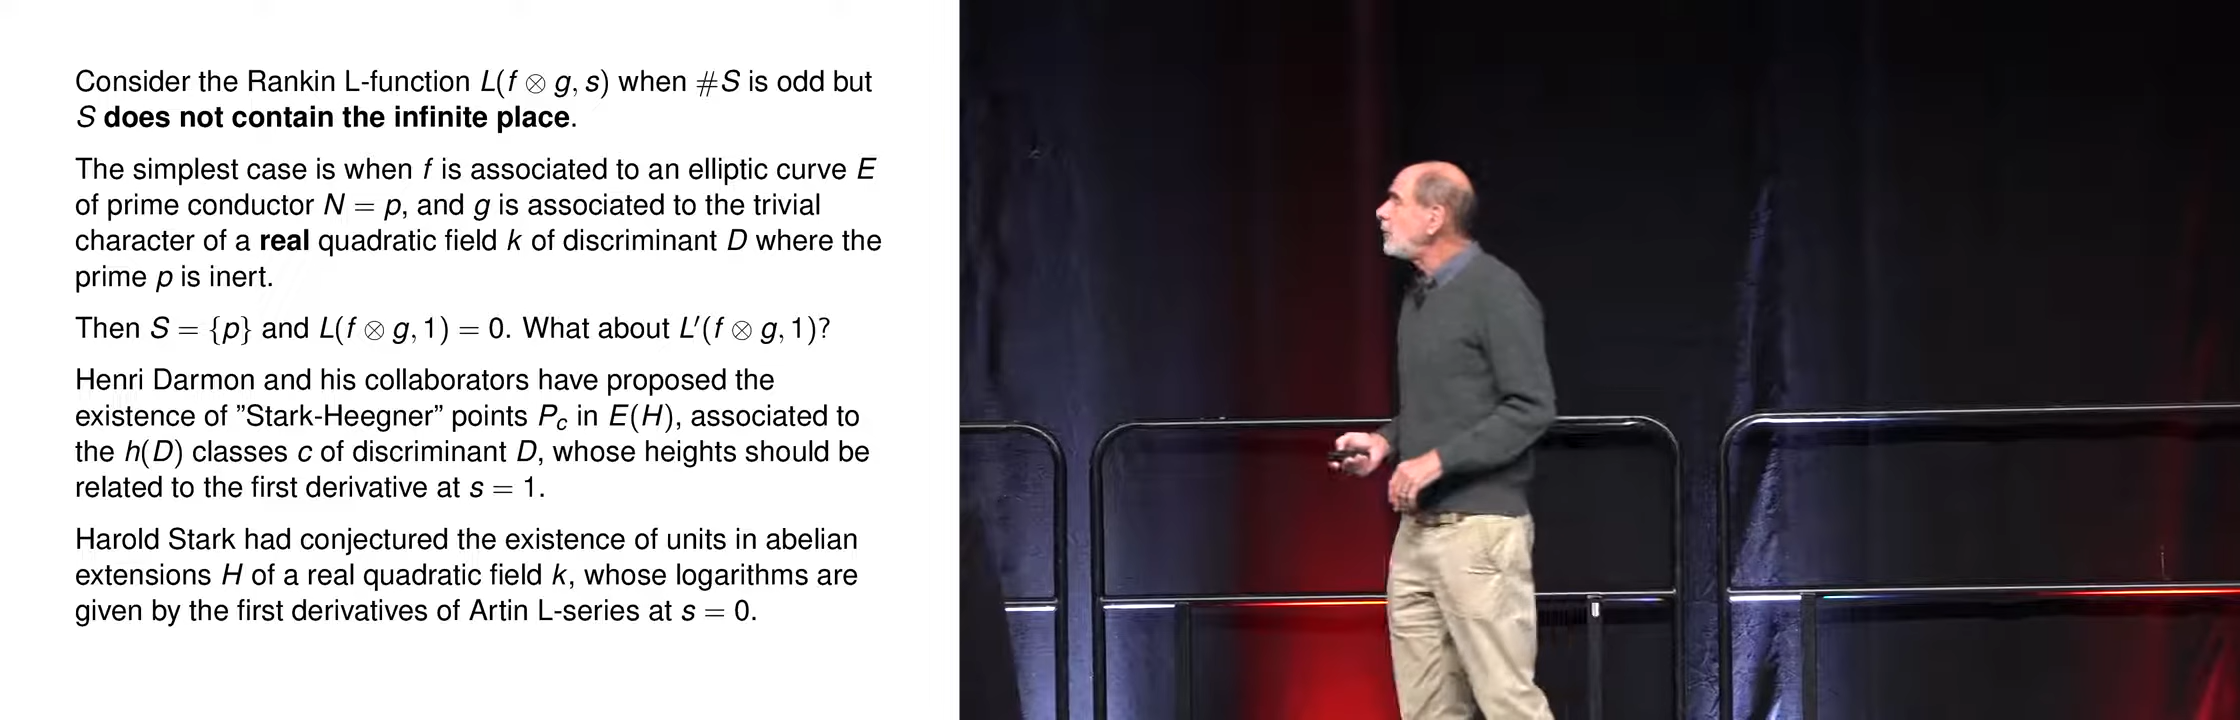 Consider the Rankin L-function L(f ⊗ g, s) when #S is odd but
S does not contain the infinite place.
The simplest case is when f is associated to an elliptic curve E
of prime conductor N = p, and g is associated to the trivial
character of a real quadratic field k of discriminant D where the
prime p is inert.
Then S = {p} and L(f ⊗ g, 1) = 0. What about L′(f ⊗ g, 1)?
Henri Darmon and his collaborators have proposed the
existence of ”Stark-Heegner” points P_c in E(H), associated to
the h(D) classes c of discriminant D, whose heights should be
related to the first derivative at s = 1.
Harold Stark had conjectured the existence of units in abelian
extensions H of a real quadratic field k, whose logarithms are
given by the first derivatives of Artin L-series at s = 0.